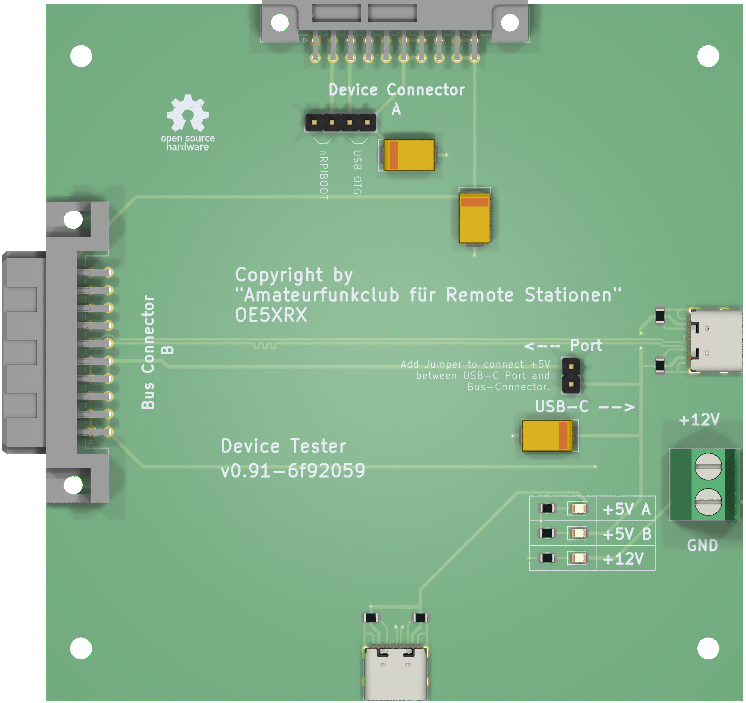 Device Connector
A
open source
hardware
nRPIBOOT
USB OTG
Copyright by
"Amateurfunkclub für Remote Stationen"
OE5XRX
Bus Connector
B
<--- Port
Add Jumper to connect +5V
between USB-C Port and
Bus-Connector.
USB-C -->
+12V
Device Tester
v0.91-6f92059
+5V A
+5V B
+12V
GND